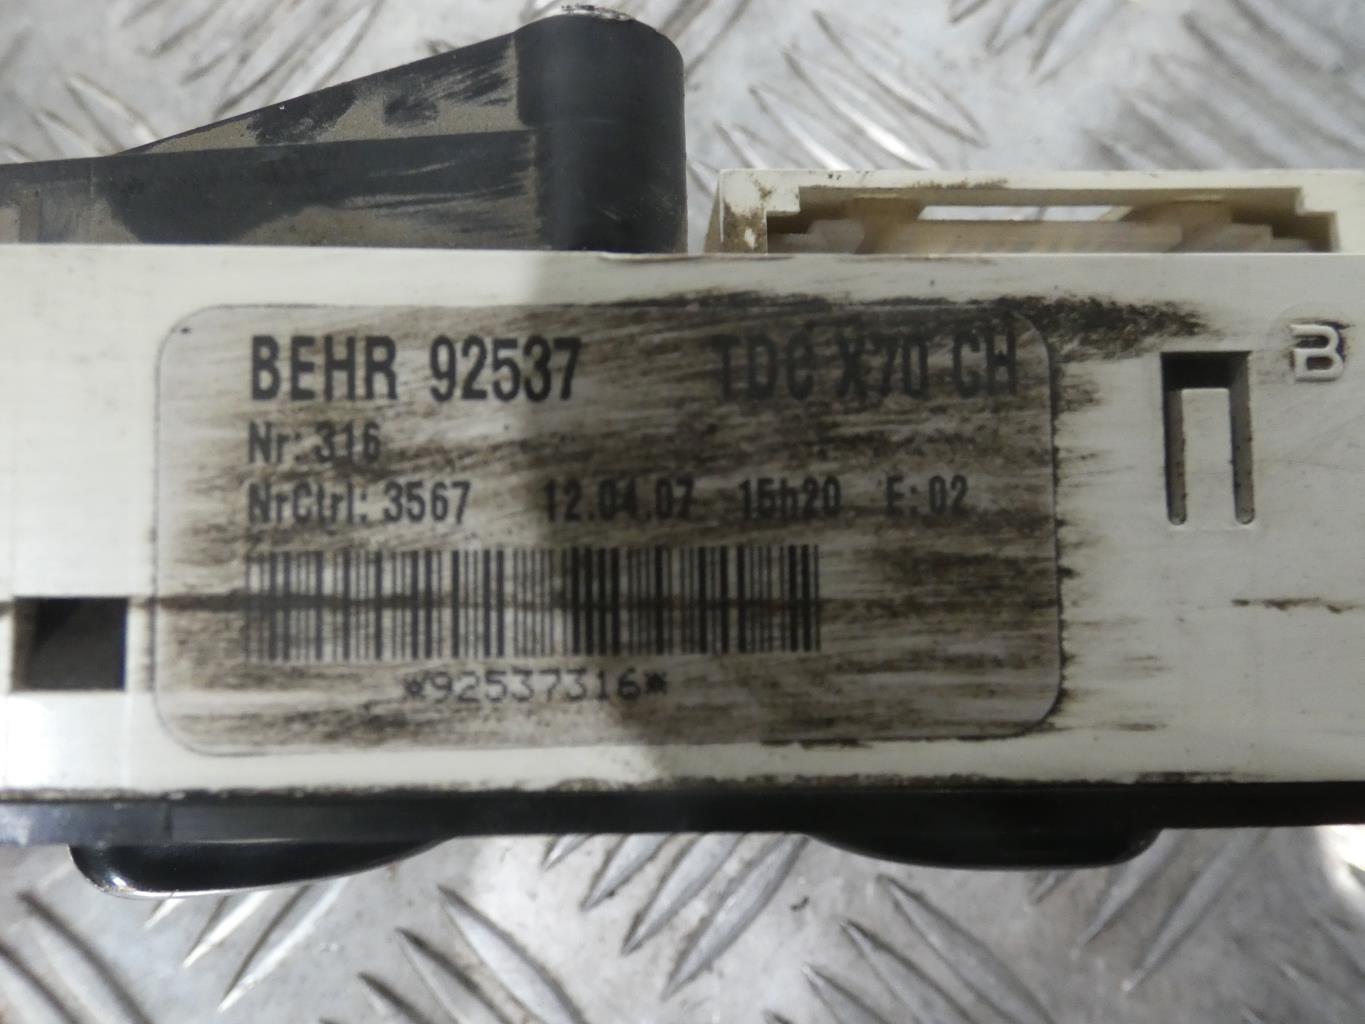 BEHR 92537 TDC X70 CH
Nr: 316
NrCtrl: 3567 12.04.07 15h20 E: 02
*92537316*
B